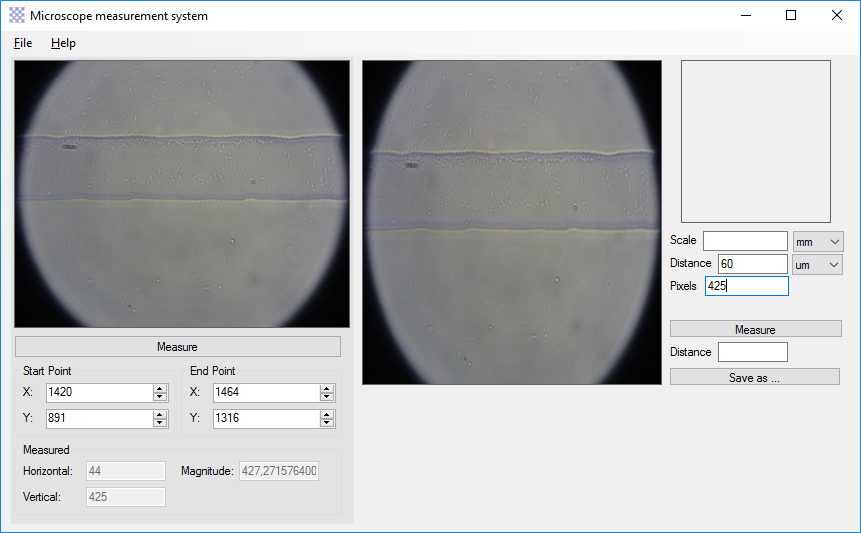 Microscope measurement system
File Help
Measure
Start Point
X: 1420
Y: 891
End Point
X: 1464
Y: 1316
Measured
Horizontal: 44
Magnitude: 427,271576400
Vertical: 425
Scale mm
Distance 60 um
Pixels 425
Measure
Distance
Save as ...